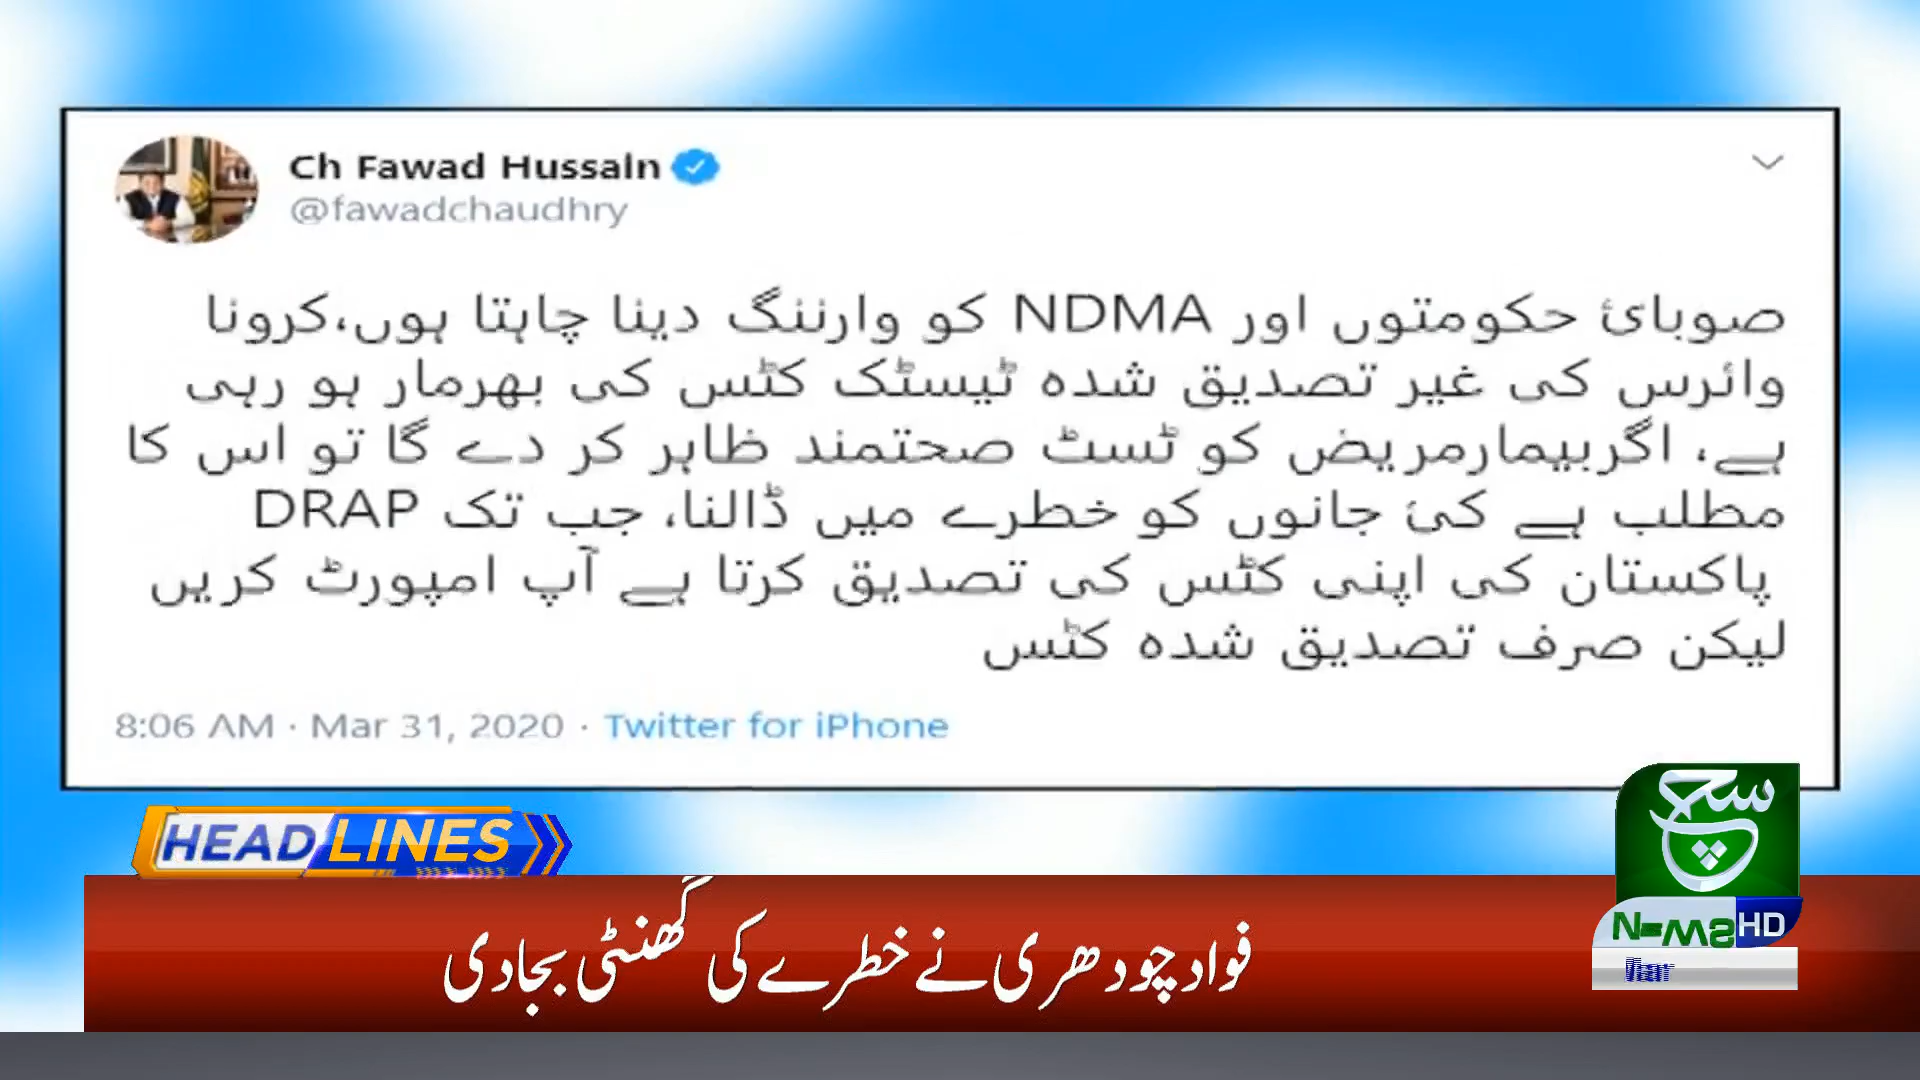 Ch Fawad Hussain
@fawadchaudhry
صوبائ حکومتوں اور NDMA کو وارننگ دینا چاہتا ہوں،کرونا
وائرس کی غیر تصدیق شدہ ٹیسٹک کٹس کی بھرمار ہو رہی
ہے، اگربیمارمریض کو ٹسٹ صحتمند ظاہر کر دے گا تو اس کا
مطلب ہے کئ جانوں کو خطرے میں ڈالنا، جب تک DRAP
پاکستان کی اپنی کٹس کی تصدیق کرتا ہے آپ امپورٹ کریں
لیکن صرف تصدیق شدہ کٹس
8:06 AM · Mar 31, 2020 · Twitter for iPhone
سچ
HEADLINES
HD
فواد چودھری نے خطرے کی گھنٹی بجادی